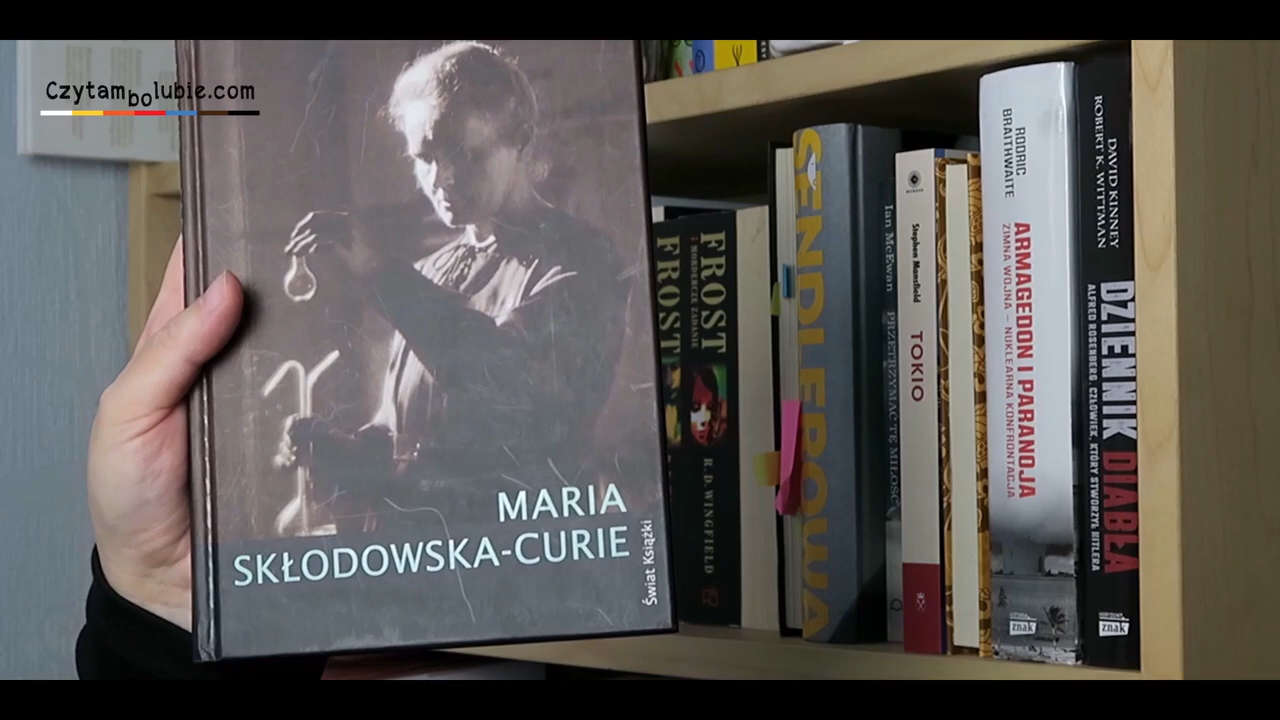 Czytambolubie.com
MARIA
SKŁODOWSKA-CURIE
Świat Książki
FROST
FROST
I MORDERCZE ZADANIE
R.D. WINGFIELD
SENDLEROWA
Ian McEwan
PRZETRZYMAĆ TĘ MIŁOŚĆ
Stephen Mansfield
TOKIO
RODRIC
BRAITHWAITE
ARMAGEDON I PARANOJA
ZIMNA WOJNA – NUKLEARNA KONFRONTACJA
znak
DAVID KINNEY
ROBERT K. WITTMAN
DZIENNIK DIABŁA
ALFRED ROSENBERG, CZŁOWIEK, KTÓRY STWORZYŁ HITLERA
znak